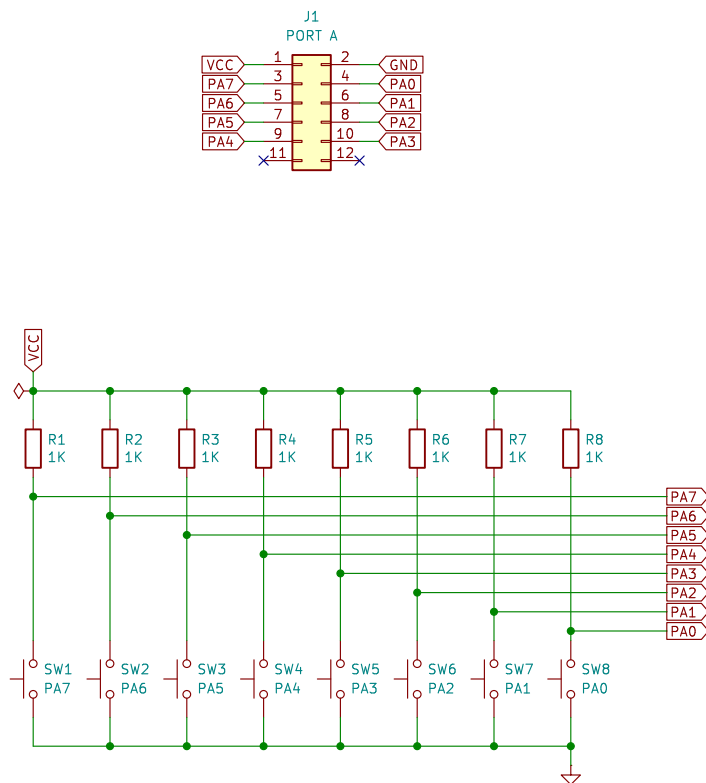 J1
PORT A
VCC 1 2 GND
PA7 3 4 PA0
PA6 5 6 PA1
PA5 7 8 PA2
PA4 9 10 PA3
11 12
VCC
R1 R2 R3 R4 R5 R6 R7 R8
1K 1K 1K 1K 1K 1K 1K 1K
PA7
PA6
PA5
PA4
PA3
PA2
PA1
PA0
SW1 SW2 SW3 SW4 SW5 SW6 SW7 SW8
PA7 PA6 PA5 PA4 PA3 PA2 PA1 PA0